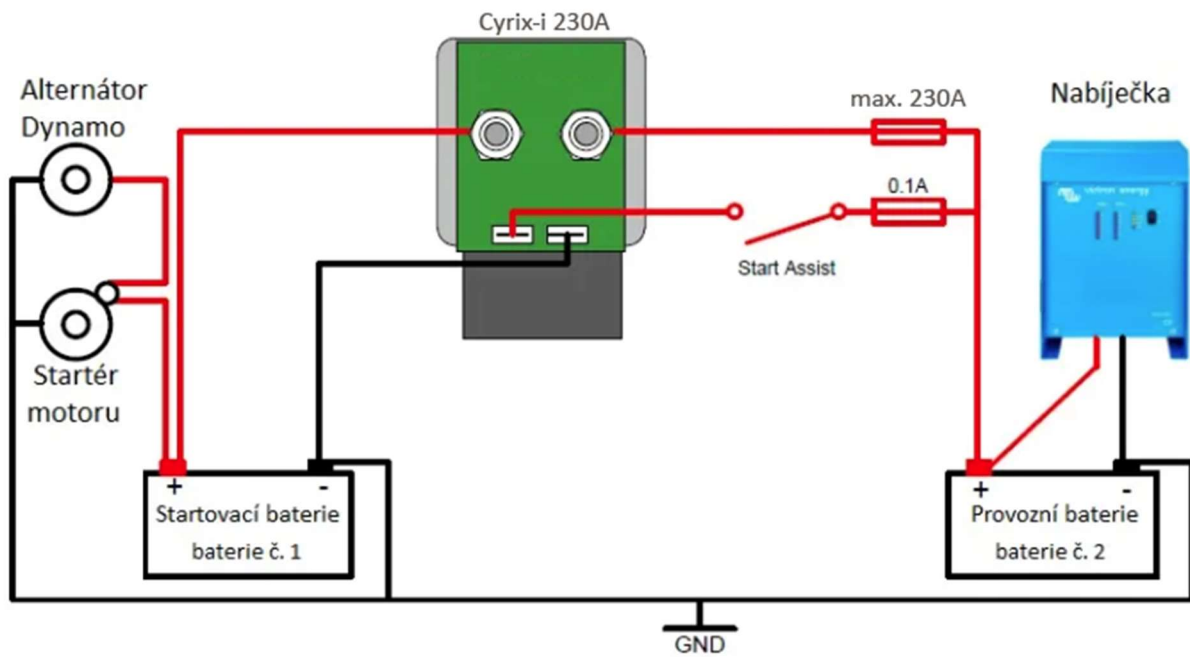 Cyrix-i 230A
Alternátor
Dynamo
max. 230A
Nabíječka
0.1A
Start Assist
Startér
motoru
+
-
Startovací baterie
baterie č. 1
+
-
Provozní baterie
baterie č. 2
GND